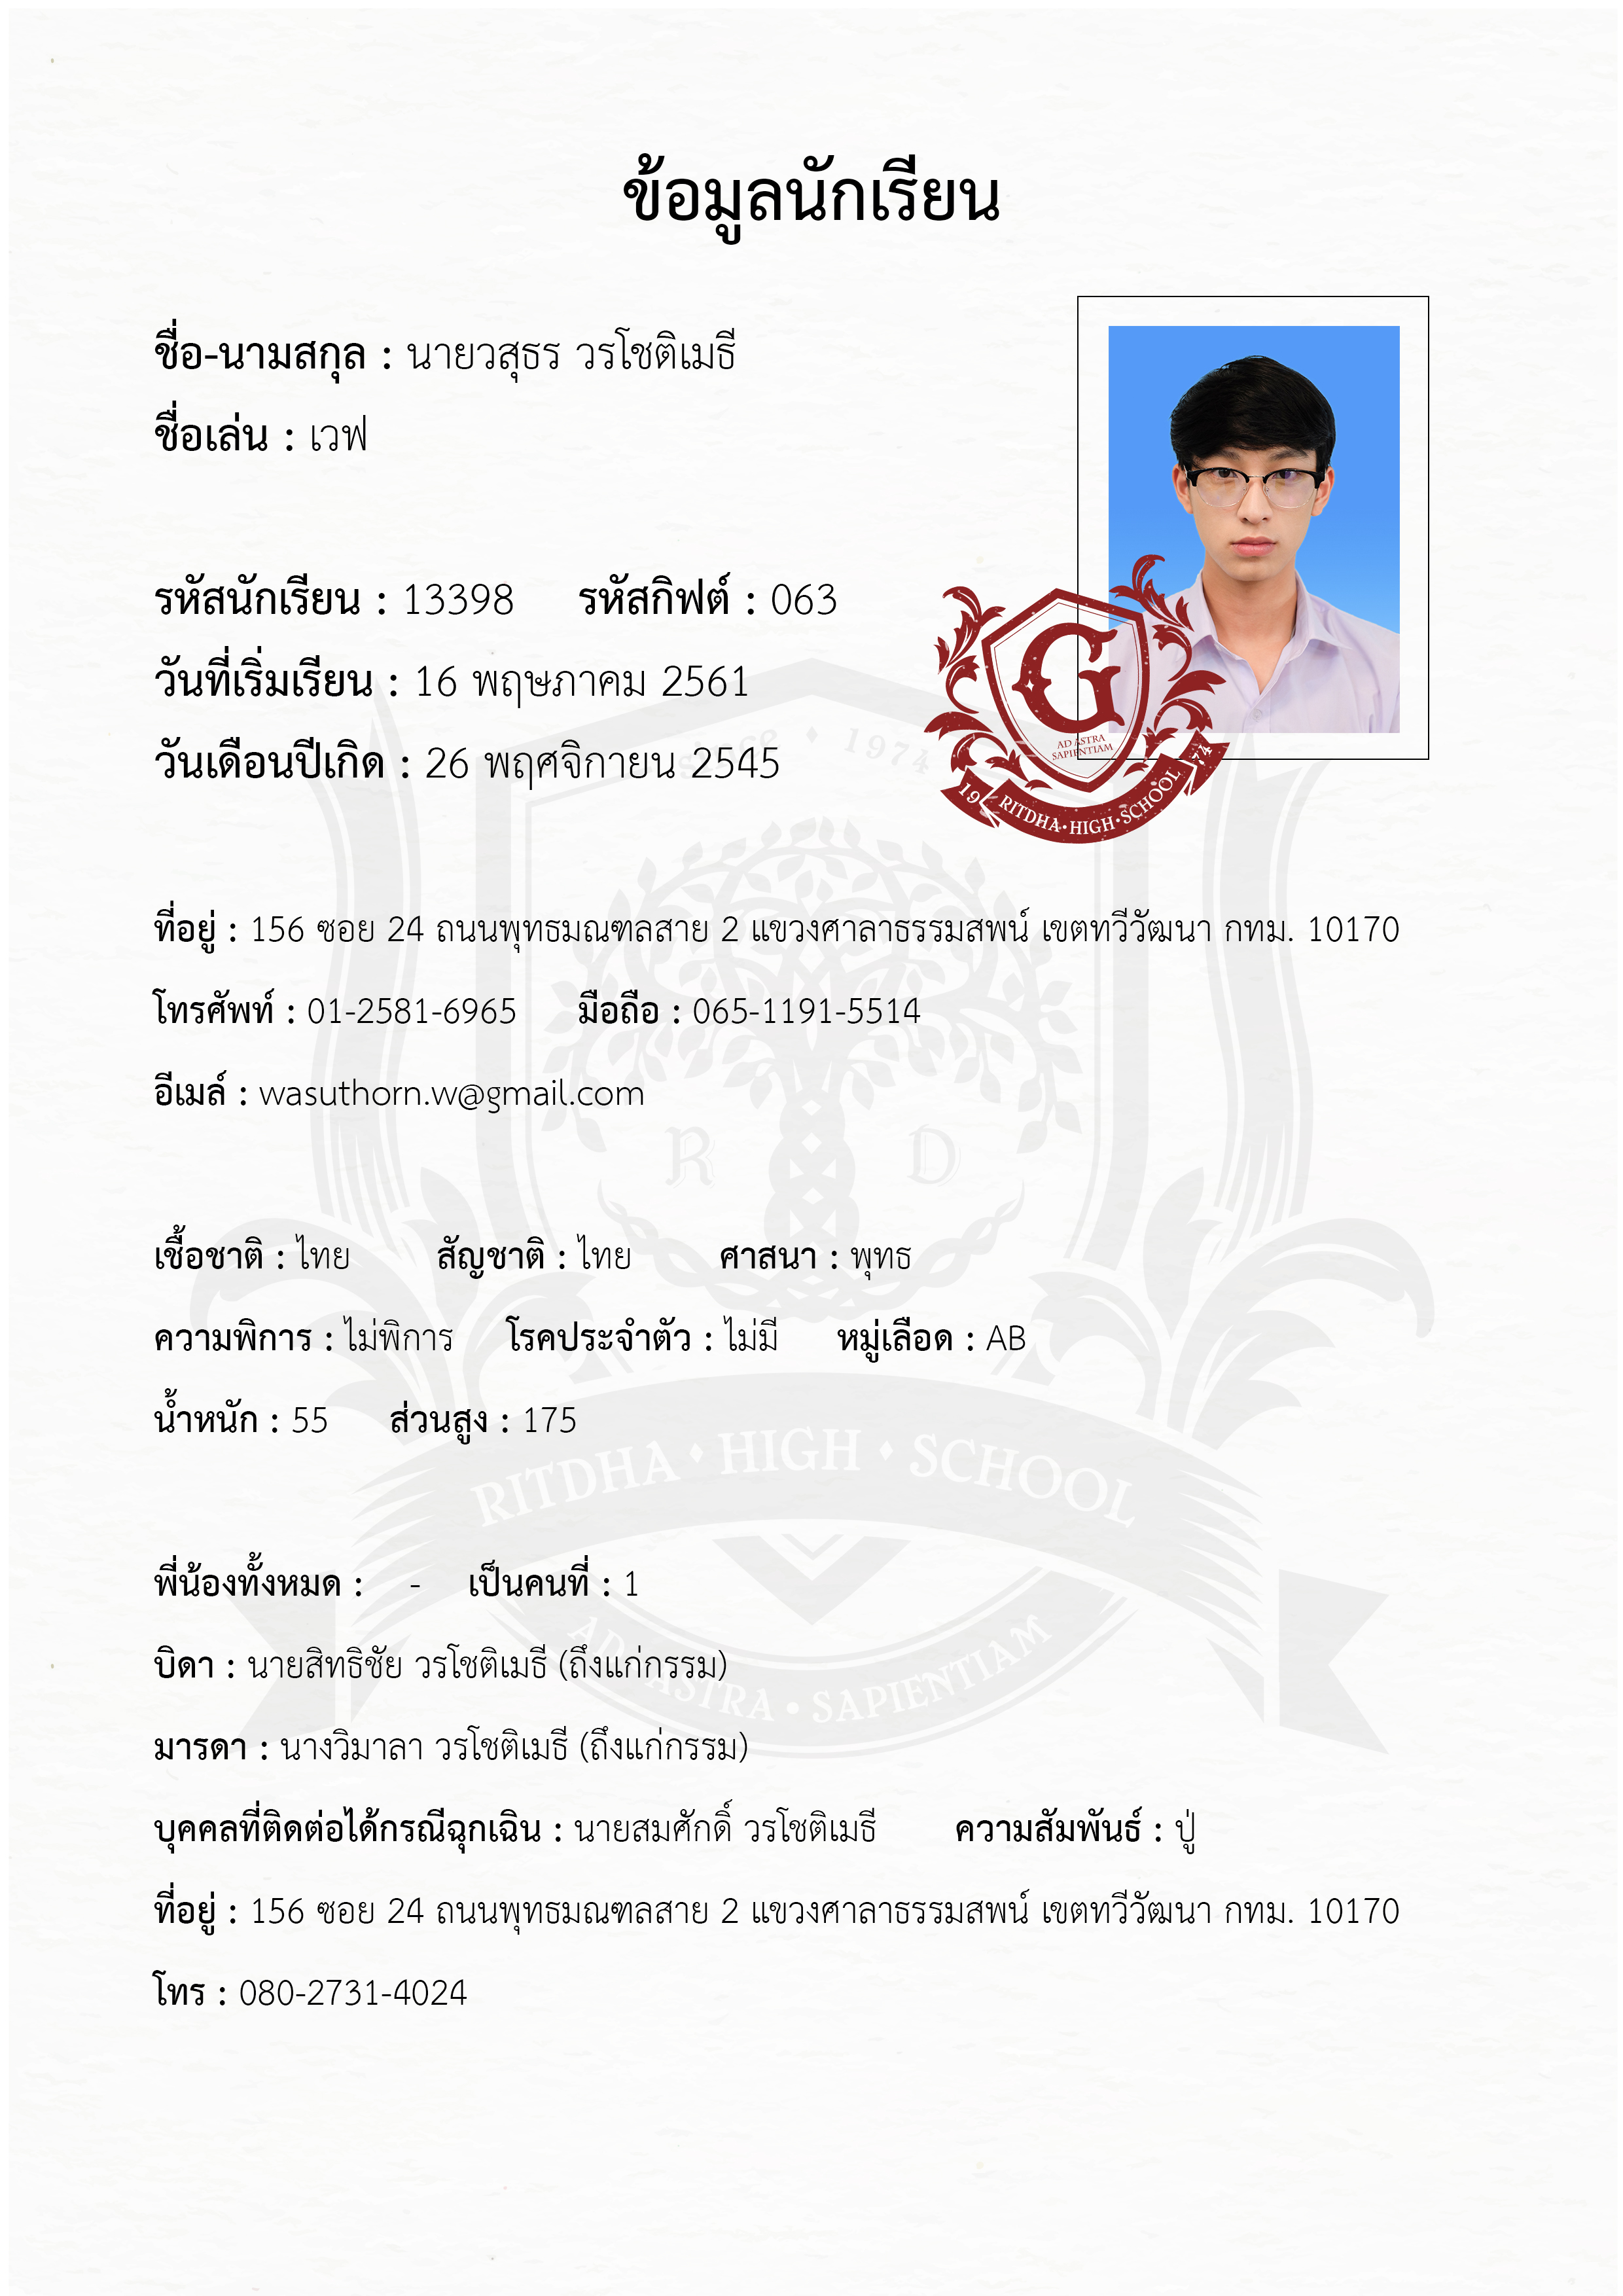 ข้อมูลนักเรียน
ชื่อ-นามสกุล : นายวสุธร วรโชติเมธี
ชื่อเล่น : เวฟ
รหัสนักเรียน : 13398 รหัสกิฟต์ : 063
วันที่เริ่มเรียน : 16 พฤษภาคม 2561
วันเดือนปีเกิด : 26 พฤศจิกายน 2545
G
AD ASTRA
SAPIENTIAM
19 RITDHA • HIGH • SCHOOL 74
1974
ที่อยู่ : 156 ซอย 24 ถนนพุทธมณฑลสาย 2 แขวงศาลาธรรมสพน์ เขตทวีวัฒนา กทม. 10170
โทรศัพท์ : 01-2581-6965 มือถือ : 065-1191-5514
อีเมล์ : wasuthorn.w@gmail.com
R D
เชื้อชาติ : ไทย สัญชาติ : ไทย ศาสนา : พุทธ
ความพิการ : ไม่พิการ โรคประจำตัว : ไม่มี หมู่เลือด : AB
น้ำหนัก : 55 ส่วนสูง : 175
RITDHA • HIGH • SCHOOL
พี่น้องทั้งหมด : - เป็นคนที่ : 1
บิดา : นายสิทธิชัย วรโชติเมธี (ถึงแก่กรรม)
AD ASTRA • SAPIENTIAM
มารดา : นางวิมาลา วรโชติเมธี (ถึงแก่กรรม)
บุคคลที่ติดต่อได้กรณีฉุกเฉิน : นายสมศักดิ์ วรโชติเมธี ความสัมพันธ์ : ปู่
ที่อยู่ : 156 ซอย 24 ถนนพุทธมณฑลสาย 2 แขวงศาลาธรรมสพน์ เขตทวีวัฒนา กทม. 10170
โทร : 080-2731-4024